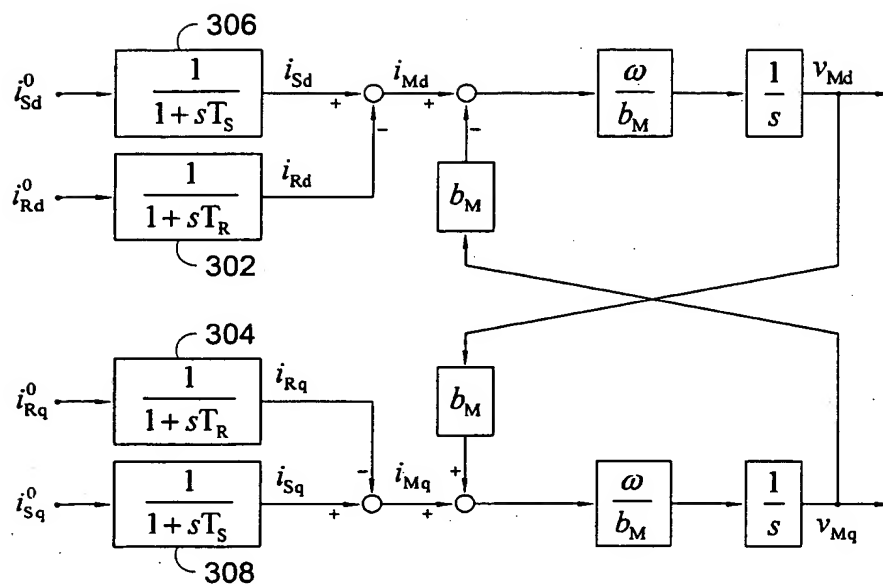 306
i⁰Sd 1/(1 + sTS) iSd iMd ω/bM 1/s vMd
+ + − −
i⁰Rd 1/(1 + sTR) iRd bM
302
304
i⁰Rq 1/(1 + sTR) iRq bM
− +
i⁰Sq 1/(1 + sTS) iSq iMq ω/bM 1/s vMq
+ +
308